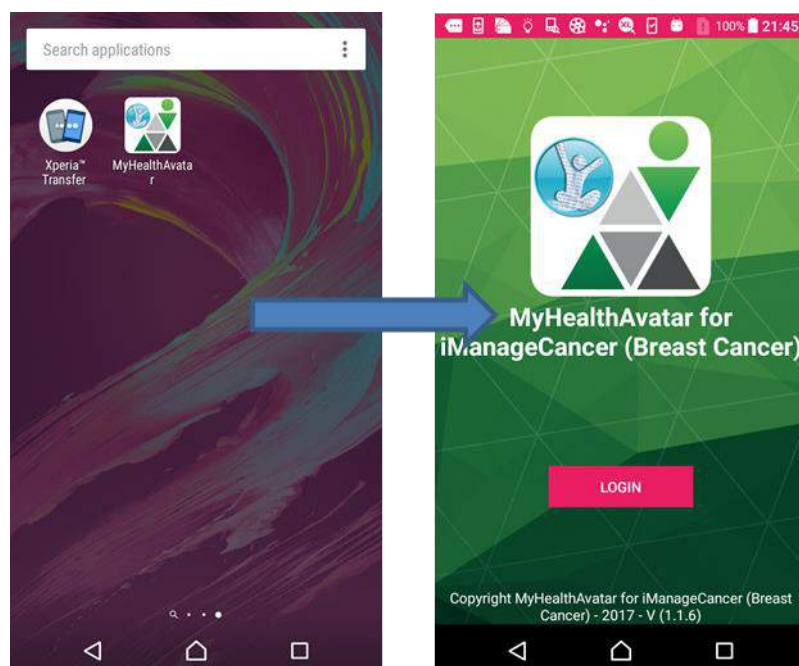 Search applications
Xperia™
Transfer
MyHealthAvata
r
100% 21:45
MyHealthAvatar for
iManageCancer (Breast Cancer)
LOGIN
Copyright MyHealthAvatar for iManageCancer (Breast
Cancer) - 2017 - V (1.1.6)